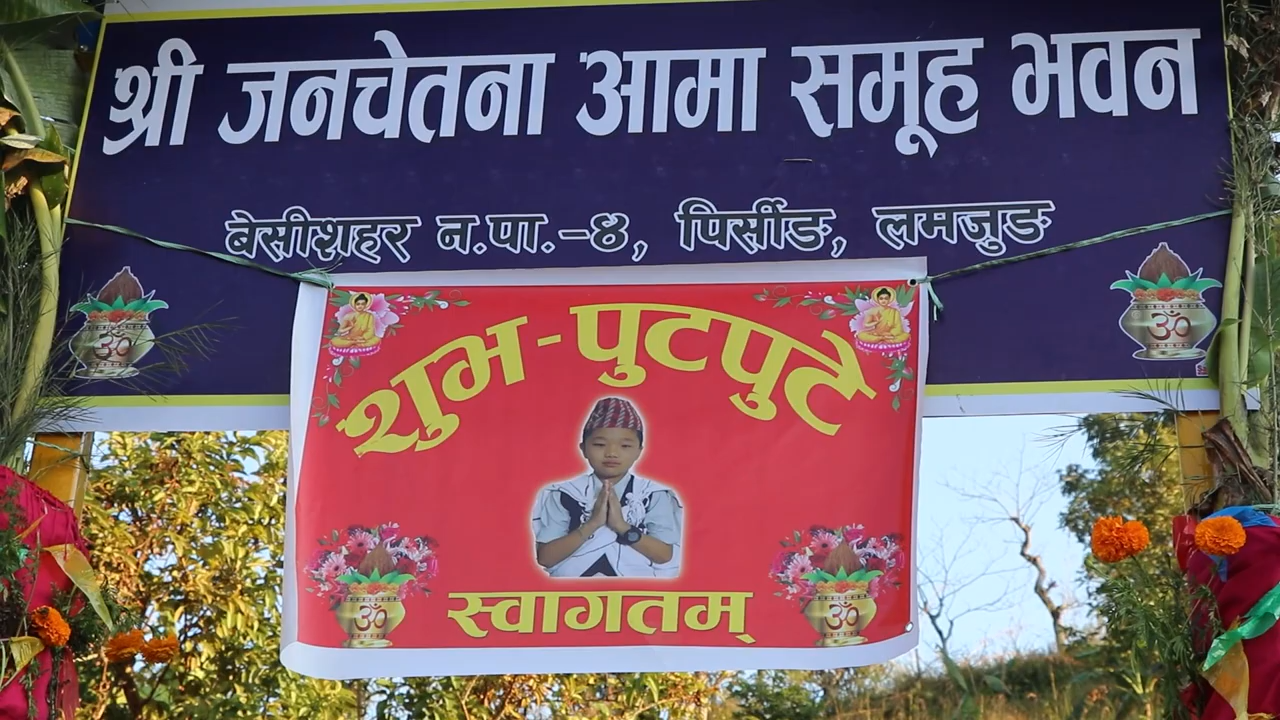 श्री जनचेतना आमा समूह भवन
बेसीशहर न.पा.-४, पिर्सीङ, लमजुङ
शुभ-पुटपुटे
स्वागतम्
ॐ
ॐ
ॐ
ॐ